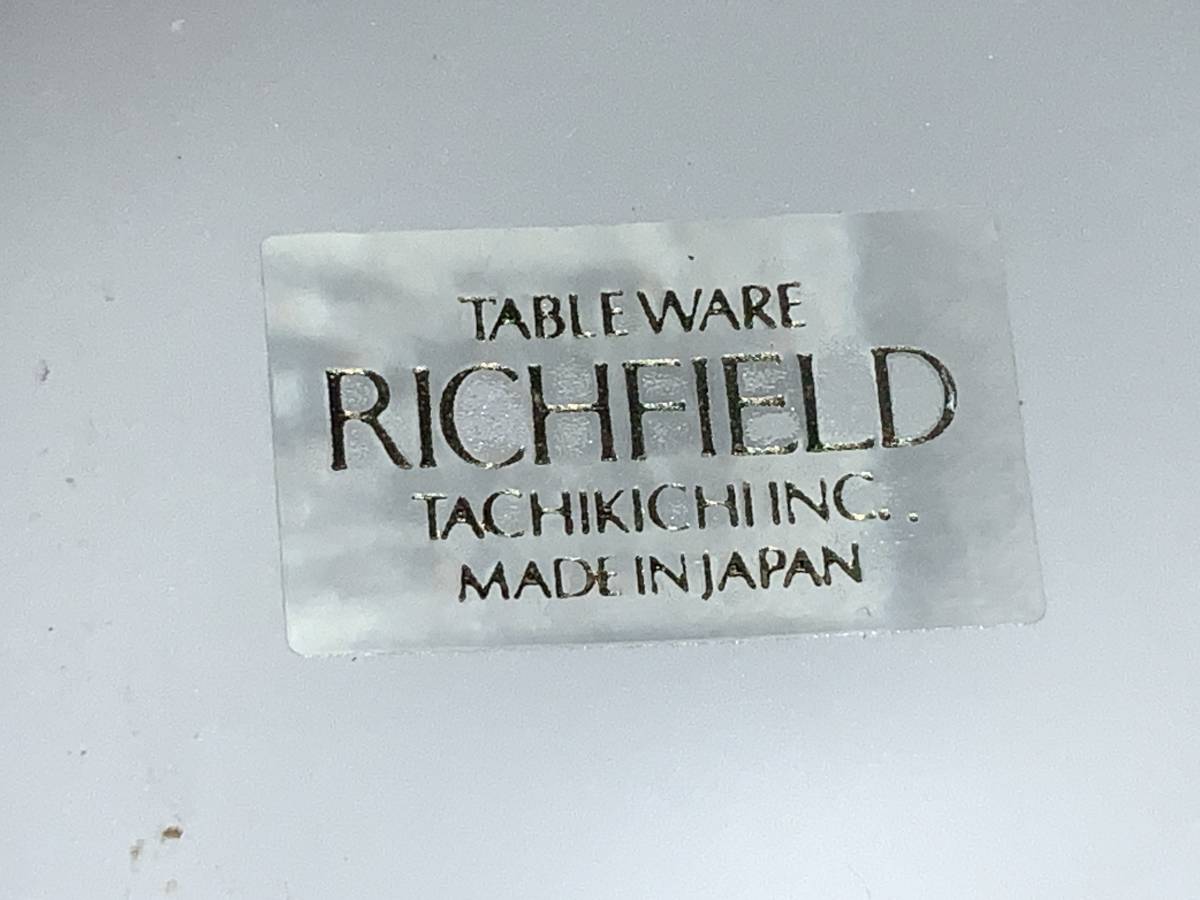 TABLE WARE
RICHFIELD
TACHIKICHI INC..
MADE IN JAPAN